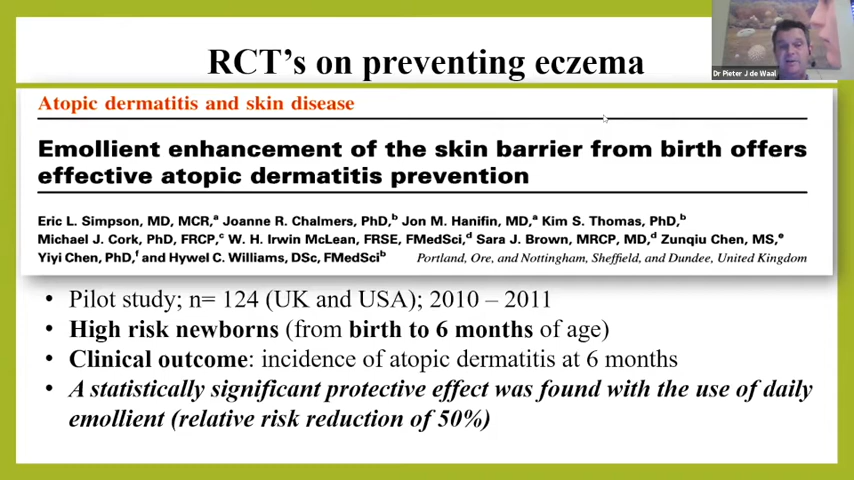 RCT's on preventing eczema
Dr Pieter J de Waal
Atopic dermatitis and skin disease
Emollient enhancement of the skin barrier from birth offers
effective atopic dermatitis prevention
Eric L. Simpson, MD, MCR,a Joanne R. Chalmers, PhD,b Jon M. Hanifin, MD,a Kim S. Thomas, PhD,b
Michael J. Cork, PhD, FRCP,c W. H. Irwin McLean, FRSE, FMedSci,d Sara J. Brown, MRCP, MD,d Zunqiu Chen, MS,e
Yiyi Chen, PhD,f and Hywel C. Williams, DSc, FMedScib Portland, Ore, and Nottingham, Sheffield, and Dundee, United Kingdom
• Pilot study; n= 124 (UK and USA); 2010 – 2011
• High risk newborns (from birth to 6 months of age)
• Clinical outcome: incidence of atopic dermatitis at 6 months
• A statistically significant protective effect was found with the use of daily
emollient (relative risk reduction of 50%)